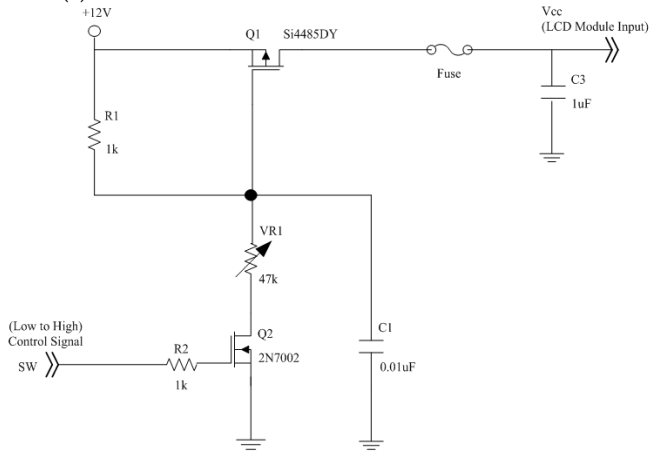 +12V
Q1
Si4485DY
Vcc
(LCD Module Input)
Fuse
C3
1uF
R1
1k
VR1
47k
(Low to High)
Control Signal
SW
R2
1k
Q2
2N7002
C1
0.01uF